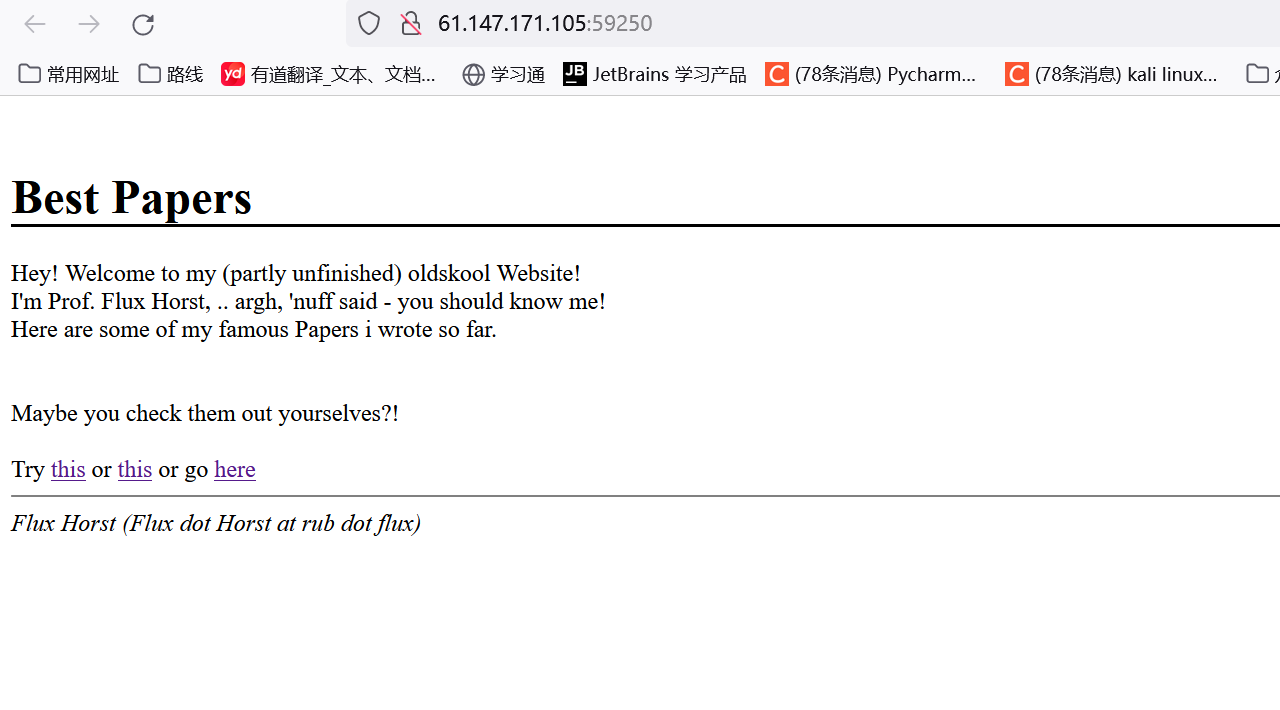 61.147.171.105:59250
常用网址 路线 yd 有道翻译_文本、文档... 学习通 JB JetBrains 学习产品 C (78条消息) Pycharm... C (78条消息) kali linux...
Best Papers
Hey! Welcome to my (partly unfinished) oldskool Website!
I'm Prof. Flux Horst, .. argh, 'nuff said - you should know me!
Here are some of my famous Papers i wrote so far.
Maybe you check them out yourselves?!
Try this or this or go here
Flux Horst (Flux dot Horst at rub dot flux)